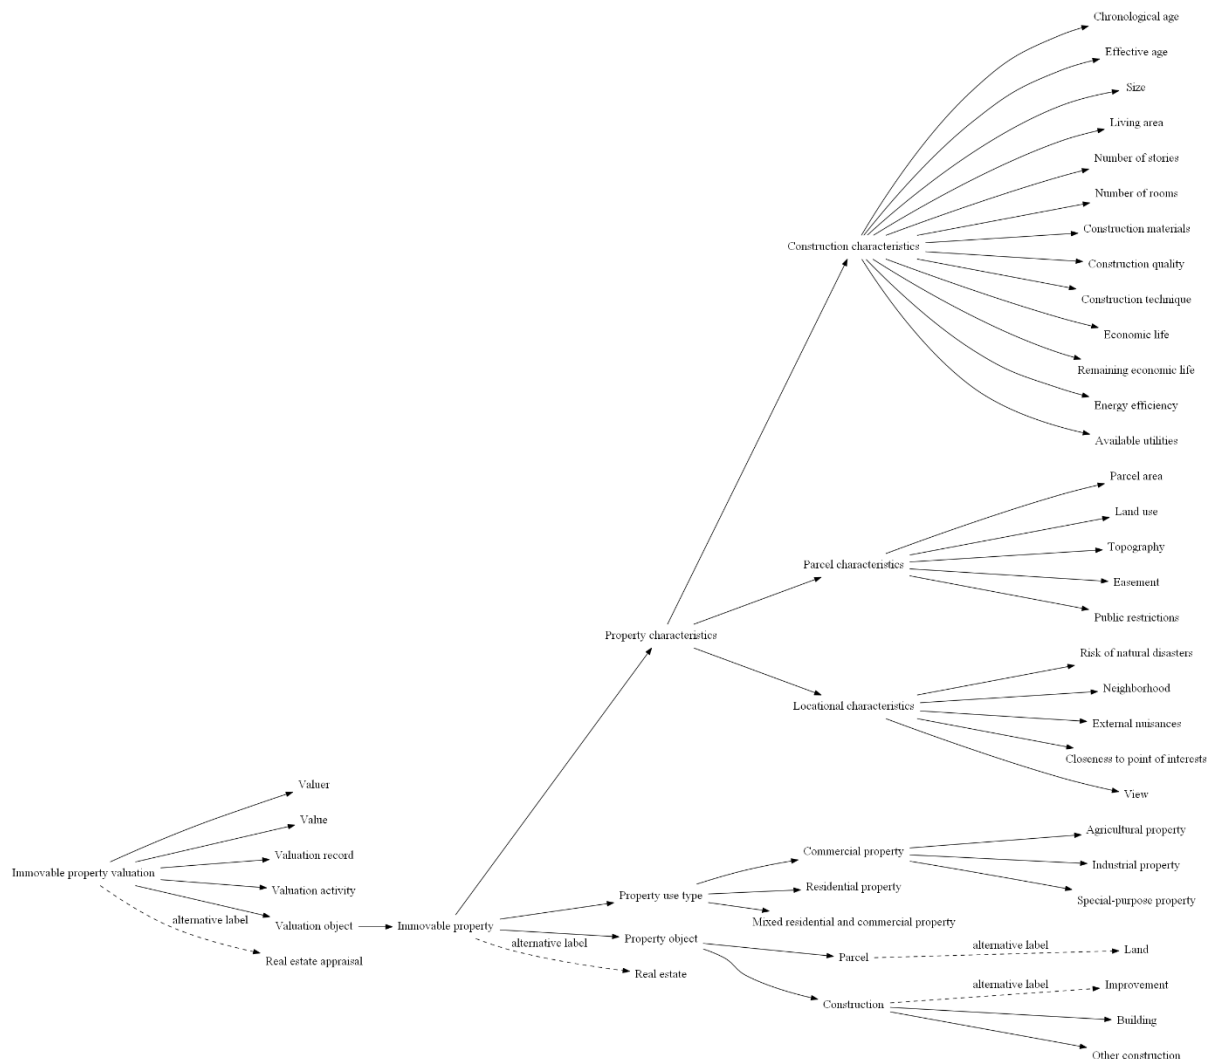 Chronological age
Effective age
Size
Living area
Number of stories
Number of rooms
Construction materials
Construction characteristics
Construction quality
Construction technique
Economic life
Remaining economic life
Energy efficiency
Available utilities
Parcel area
Land use
Topography
Parcel characteristics
Easement
Public restrictions
Property characteristics
Risk of natural disasters
Neighborhood
Locational characteristics
External nuisances
Closeness to point of interests
View
Valuer
Value
Valuation record
Immovable property valuation
Valuation activity
alternative label
Valuation object
Real estate appraisal
Immovable property
alternative label
Agricultural property
Commercial property
Industrial property
Residential property
Property use type
Special-purpose property
Mixed residential and commercial property
Property object
Real estate
Parcel
alternative label
Land
alternative label
Improvement
Construction
Building
Other construction